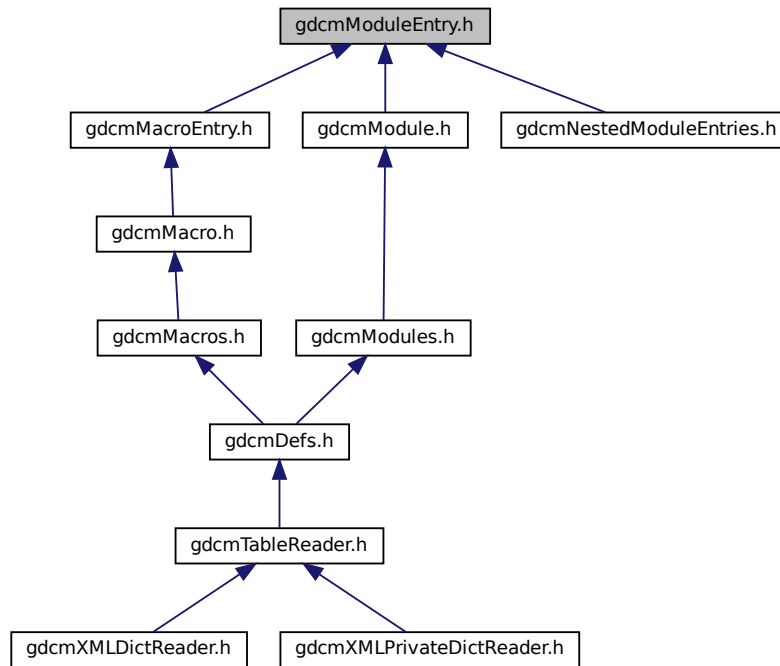 gdcmModuleEntry.h
gdcmMacroEntry.h
gdcmModule.h
gdcmNestedModuleEntries.h
gdcmMacro.h
gdcmMacros.h
gdcmModules.h
gdcmDefs.h
gdcmTableReader.h
gdcmXMLDictReader.h
gdcmXMLPrivateDictReader.h